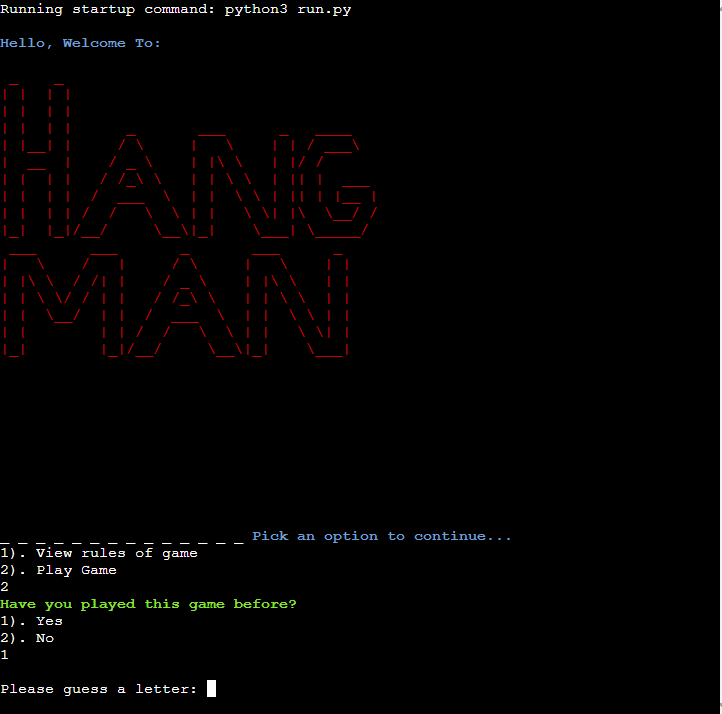 Running startup command: python3 run.py
Hello, Welcome To:
HANG
MAN
_ _ _ _ _ _ _ _ _ _ _ _ _ _ Pick an option to continue...
1). View rules of game
2). Play Game
2
Have you played this game before?
1). Yes
2). No
1
Please guess a letter: